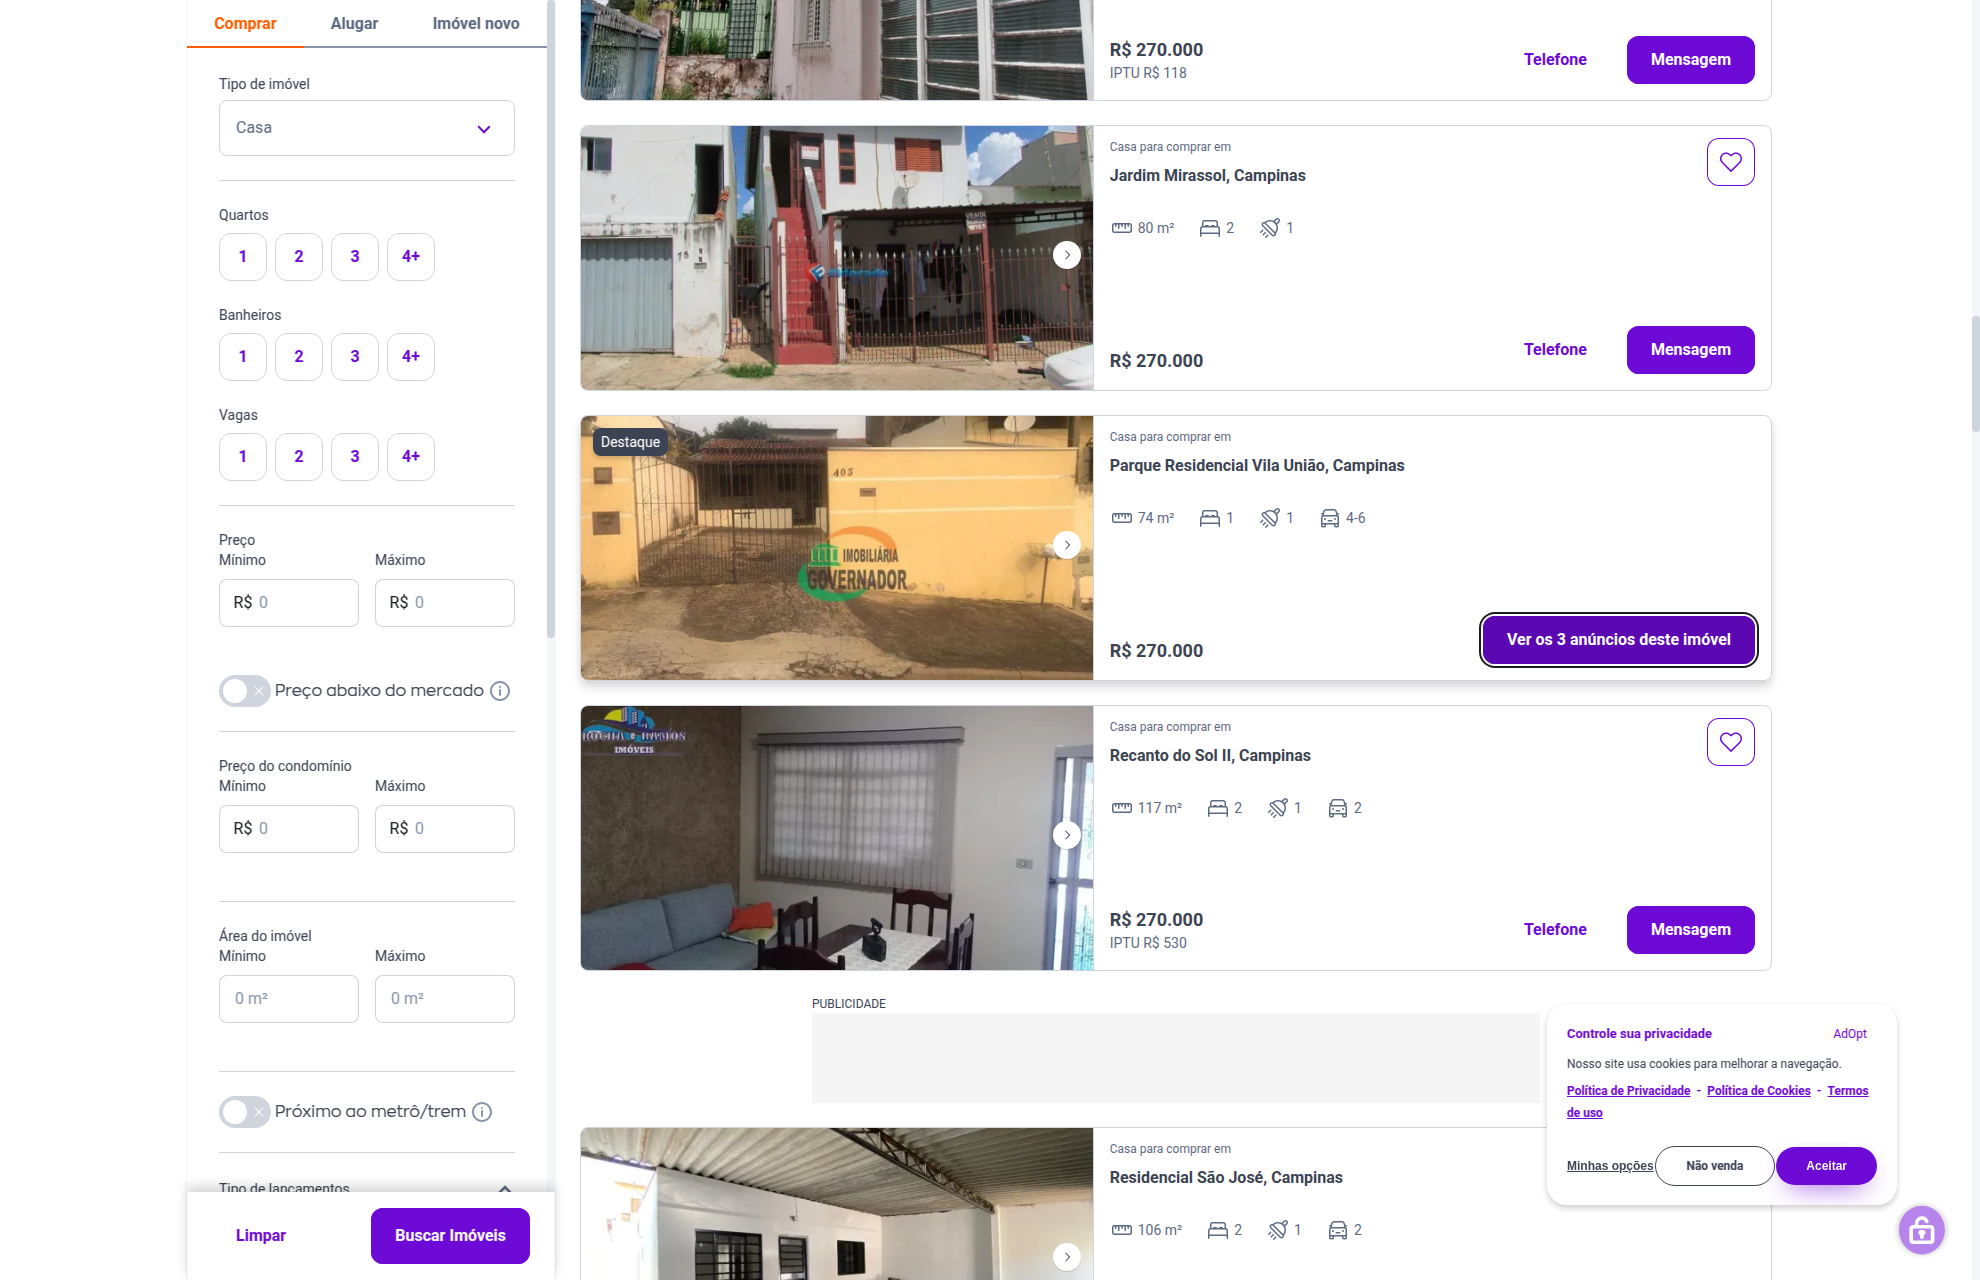 Comprar
Alugar
Imóvel novo
Tipo de imóvel
Casa
Quartos
1
2
3
4+
Banheiros
1
2
3
4+
Vagas
1
2
3
4+
Preço
Mínimo
Máximo
R$ 0
R$ 0
Preço abaixo do mercado
Preço do condomínio
Mínimo
Máximo
R$ 0
R$ 0
Área do imóvel
Mínimo
Máximo
0 m²
0 m²
Próximo ao metrô/trem
Tipo de lançamentos
Limpar
Buscar Imóveis
R$ 270.000
IPTU R$ 118
Telefone
Mensagem
Casa para comprar em
Jardim Mirassol, Campinas
80 m²
2
1
R$ 270.000
Telefone
Mensagem
Destaque
403
IMOBILIÁRIA
GOVERNADOR
Casa para comprar em
Parque Residencial Vila União, Campinas
74 m²
1
1
4-6
R$ 270.000
Ver os 3 anúncios deste imóvel
ROCHA & RAMOS
IMÓVEIS
Casa para comprar em
Recanto do Sol II, Campinas
117 m²
2
1
2
R$ 270.000
IPTU R$ 530
Telefone
Mensagem
PUBLICIDADE
Casa para comprar em
Residencial São José, Campinas
106 m²
2
1
2
Controle sua privacidade
AdOpt
Nosso site usa cookies para melhorar a navegação.
Política de Privacidade - Política de Cookies - Termos
de uso
Minhas opções
Não venda
Aceitar